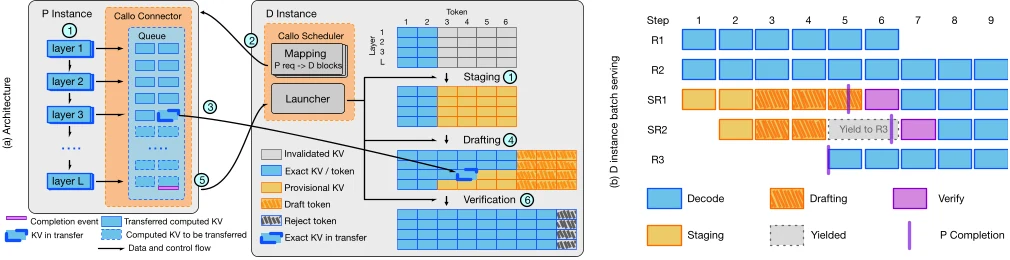 (a) Architecture
P Instance
1
layer 1
layer 2
layer 3
....
layer L
Callo Connector
Queue
2
3
5
D Instance
Callo Scheduler
Mapping
P req -> D blocks
Launcher
Token
1 2 3 4 5 6
Layer
1
2
3
L
Staging 1
Drafting 4
Verification 6
Invalidated KV
Exact KV / token
Provisional KV
Draft token
Reject token
Exact KV in transfer
Completion event
Transferred computed KV
KV in transfer
Computed KV to be transferred
Data and control flow
(b) D instance batch serving
Step 1 2 3 4 5 6 7 8 9
R1
R2
SR1
SR2
Yield to R3
R3
Decode
Drafting
Verify
Staging
Yielded
P Completion